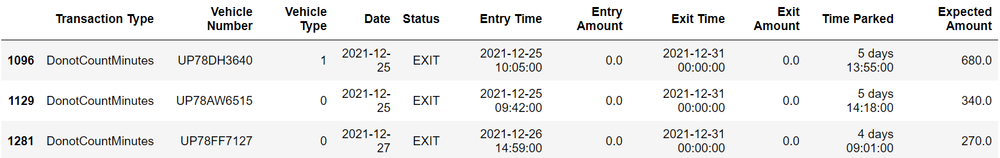 Transaction Type Vehicle Number Vehicle Type Date Status Entry Time Entry Amount Exit Time Exit Amount Time Parked Expected Amount
1096 DonotCountMinutes UP78DH3640 1 2021-12-25 EXIT 2021-12-25 10:05:00 0.0 2021-12-31 00:00:00 0.0 5 days 13:55:00 680.0
1129 DonotCountMinutes UP78AW6515 0 2021-12-25 EXIT 2021-12-25 09:42:00 0.0 2021-12-31 00:00:00 0.0 5 days 14:18:00 340.0
1281 DonotCountMinutes UP78FF7127 0 2021-12-27 EXIT 2021-12-26 14:59:00 0.0 2021-12-31 00:00:00 0.0 4 days 09:01:00 270.0